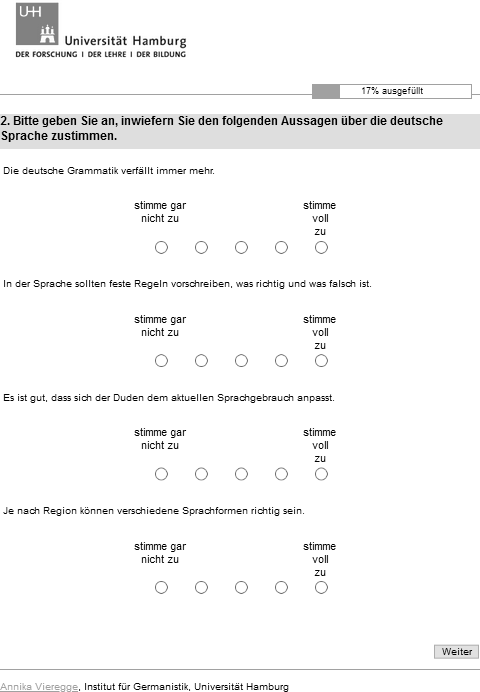 UHH
Universität Hamburg
DER FORSCHUNG I DER LEHRE I DER BILDUNG
17% ausgefüllt
2. Bitte geben Sie an, inwiefern Sie den folgenden Aussagen über die deutsche
Sprache zustimmen.
Die deutsche Grammatik verfällt immer mehr.
stimme gar stimme
nicht zu voll
zu
In der Sprache sollten feste Regeln vorschreiben, was richtig und was falsch ist.
stimme gar stimme
nicht zu voll
zu
Es ist gut, dass sich der Duden dem aktuellen Sprachgebrauch anpasst.
stimme gar stimme
nicht zu voll
zu
Je nach Region können verschiedene Sprachformen richtig sein.
stimme gar stimme
nicht zu voll
zu
Weiter
Annika Vieregge, Institut für Germanistik, Universität Hamburg